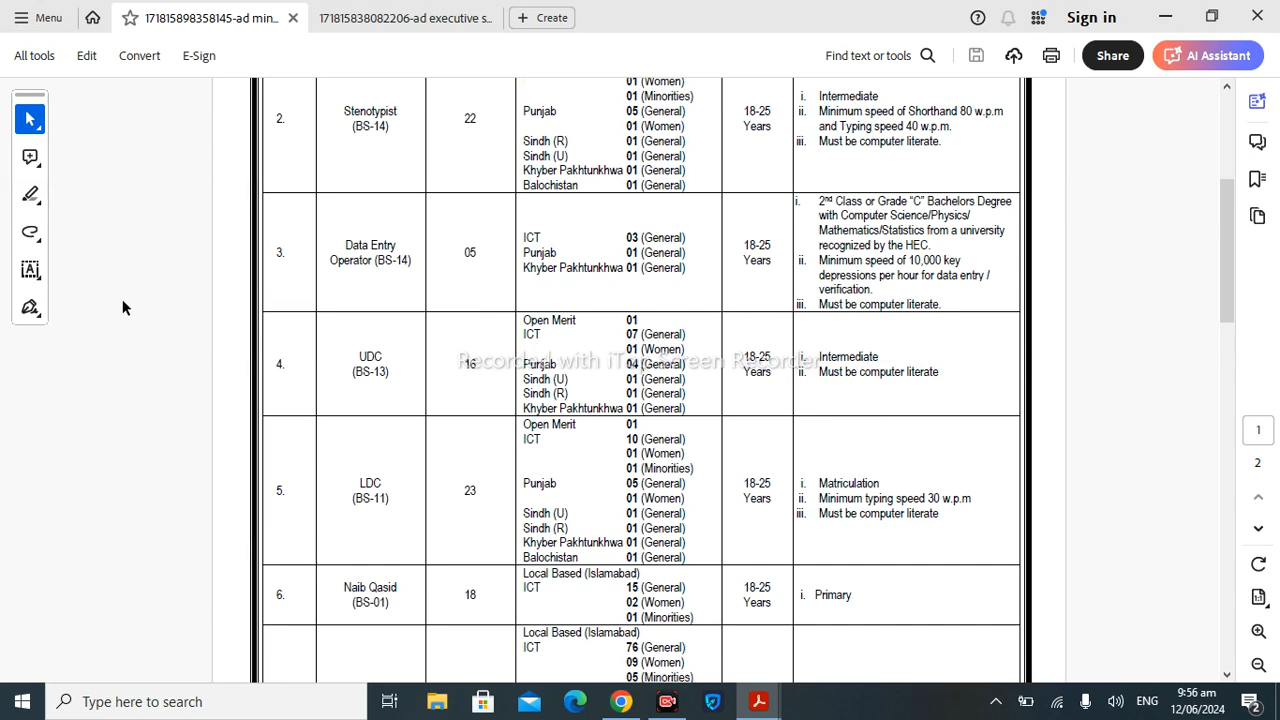 Menu
171815898358145-ad min...
171815838082206-ad executive s...
Create
Sign in
All tools
Edit
Convert
E-Sign
Find text or tools
Share
AI Assistant
01 (Women)
01 (Minorities)
2.
Stenotypist
(BS-14)
22
Punjab 05 (General)
01 (Women)
Sindh (R) 01 (General)
Sindh (U) 01 (General)
Khyber Pakhtunkhwa 01 (General)
Balochistan 01 (General)
18-25
Years
i. Intermediate
ii. Minimum speed of Shorthand 80 w.p.m
and Typing speed 40 w.p.m.
iii. Must be computer literate.
3.
Data Entry
Operator (BS-14)
05
ICT 03 (General)
Punjab 01 (General)
Khyber Pakhtunkhwa 01 (General)
18-25
Years
i. 2nd Class or Grade “C” Bachelors Degree
with Computer Science/Physics/
Mathematics/Statistics from a university
recognized by the HEC.
ii. Minimum speed of 10,000 key
depressions per hour for data entry /
verification.
iii. Must be computer literate.
4.
UDC
(BS-13)
16
Open Merit 01
ICT 07 (General)
01 (Women)
Punjab 04 (General)
Sindh (U) 01 (General)
Sindh (R) 01 (General)
Khyber Pakhtunkhwa 01 (General)
18-25
Years
i. Intermediate
ii. Must be computer literate
Recorded with iTop Screen Recorder
5.
LDC
(BS-11)
23
Open Merit 01
ICT 10 (General)
01 (Women)
01 (Minorities)
Punjab 05 (General)
01 (Women)
Sindh (U) 01 (General)
Sindh (R) 01 (General)
Khyber Pakhtunkhwa 01 (General)
Balochistan 01 (General)
18-25
Years
i. Matriculation
ii. Minimum typing speed 30 w.p.m
iii. Must be computer literate
6.
Naib Qasid
(BS-01)
18
Local Based (Islamabad)
ICT 15 (General)
02 (Women)
01 (Minorities)
18-25
Years
i. Primary
Local Based (Islamabad)
ICT 76 (General)
09 (Women)
05 (Minorities)
1
2
Type here to search
ENG
9:56 am
12/06/2024
2